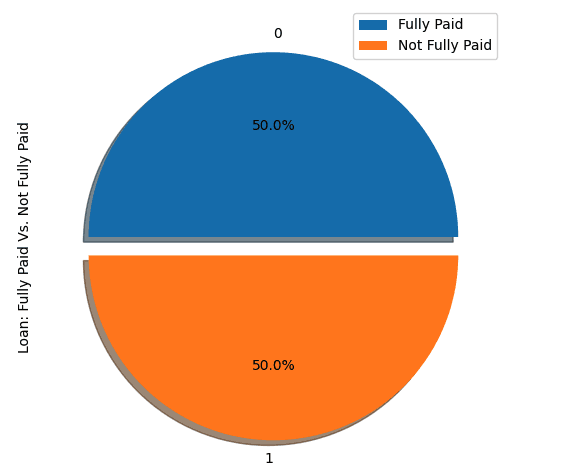 0
Fully Paid
Not Fully Paid
50.0%
Loan: Fully Paid Vs. Not Fully Paid
50.0%
1